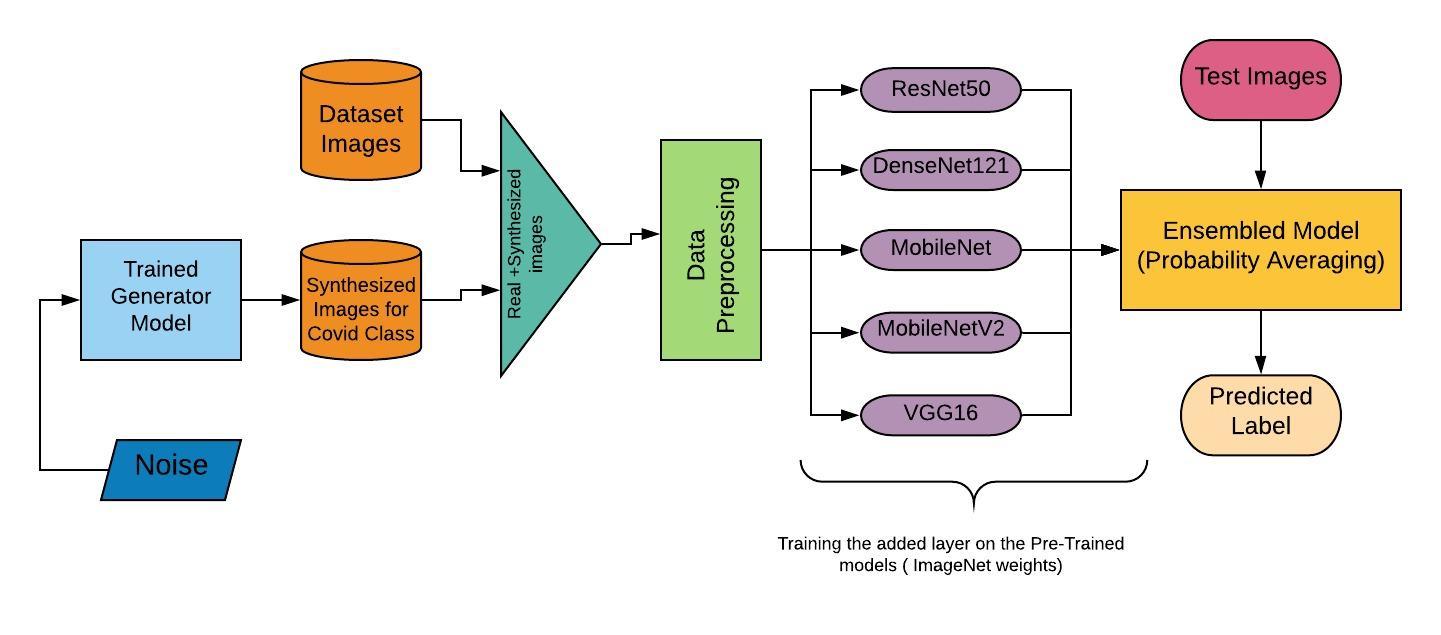 Dataset
Images
Trained
Generator
Model
Synthesized
Images for
Covid Class
Noise
Real +Synthesized
images
Data
Preprocessing
ResNet50
DenseNet121
MobileNet
MobileNetV2
VGG16
Training the added layer on the Pre-Trained
models ( ImageNet weights)
Test Images
Ensembled Model
(Probability Averaging)
Predicted
Label